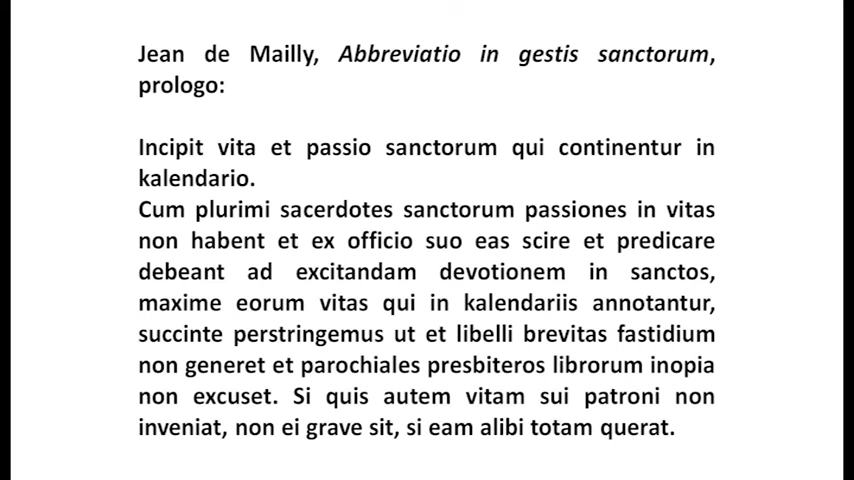 Jean de Mailly, Abbreviatio in gestis sanctorum,
prologo:
Incipit vita et passio sanctorum qui continentur in
kalendario.
Cum plurimi sacerdotes sanctorum passiones in vitas
non habent et ex officio suo eas scire et predicare
debeant ad excitandam devotionem in sanctos,
maxime eorum vitas qui in kalendariis annotantur,
succinte perstringemus ut et libelli brevitas fastidium
non generet et parochiales presbiteros librorum inopia
non excuset. Si quis autem vitam sui patroni non
inveniat, non ei grave sit, si eam alibi totam querat.